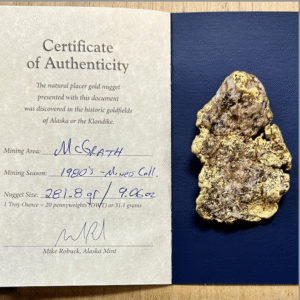 Certificate
of Authenticity
The natural placer gold nugget
presented with this document
was discovered in the historic goldfields
of Alaska or the Klondike.
Mining Area: McGRATH
Mining Season: 1980's - Mined Coll.
Nugget Size: 281.8 gr / 9.06 oz
1 Troy Ounce = 20 pennyweights (DWT) or 31.1 grams
Mike Robuck, Alaska Mint